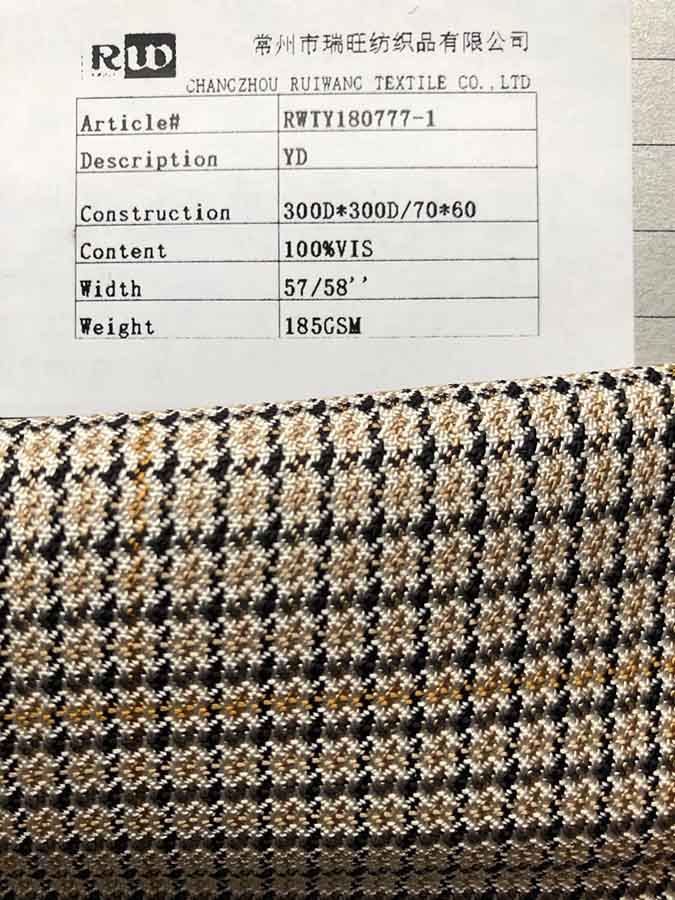 RW
常州市瑞旺纺织品有限公司
CHANGZHOU RUIWANG TEXTILE CO.,LTD
Article# RWTY180777-1
Description YD
Construction 300D*300D/70*60
Content 100%VIS
Width 57/58''
Weight 185GSM